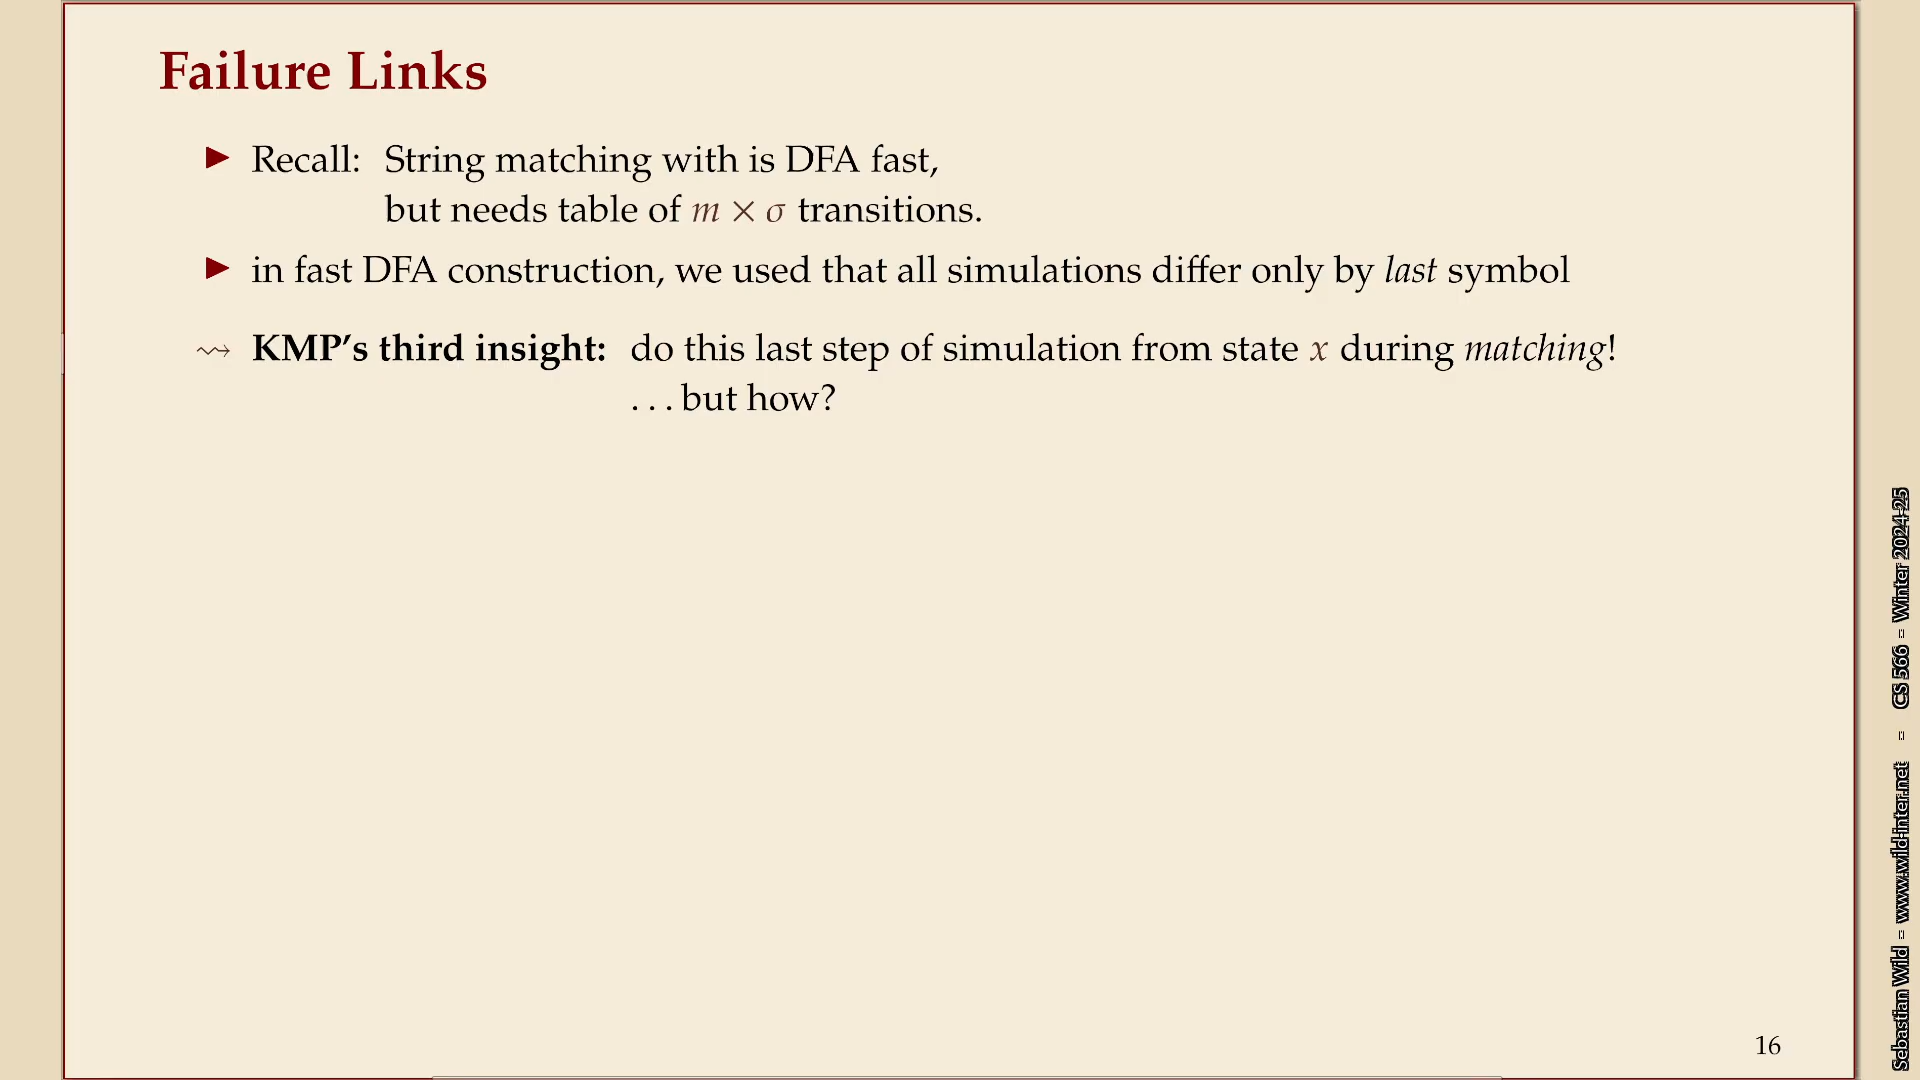 Failure Links
▶ Recall: String matching with is DFA fast,
but needs table of m × σ transitions.
▶ in fast DFA construction, we used that all simulations differ only by last symbol
⇝ KMP’s third insight: do this last step of simulation from state x during matching!
. . . but how?
16
Sebastian Wild – www.wild-inter.net – CS 566 – Winter 2024-25